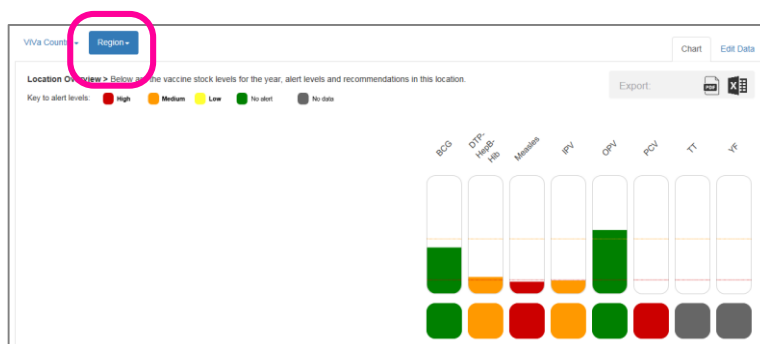 ViVa Country
Region
Chart
Edit Data
Location Overview > Below are the vaccine stock levels for the year, alert levels and recommendations in this location.
Key to alert levels:
High
Medium
Low
No alert
No data
Export:
PDF
X
BCG
DTP-
HepB-
Hib
Measles
IPV
OPV
PCV
TT
YF